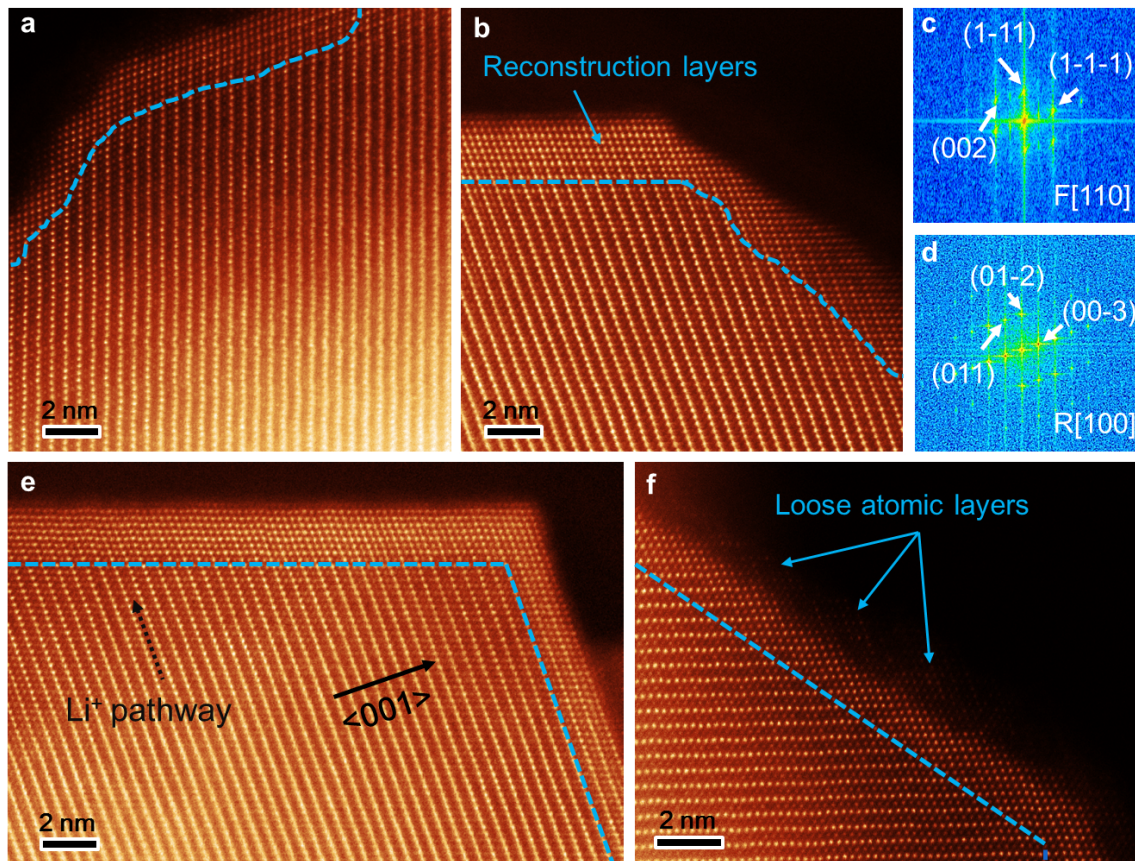 a
2 nm
b
Reconstruction layers
2 nm
c
(1-11)
(1-1-1)
(002)
F[110]
d
(01-2)
(00-3)
(011)
R[100]
e
Li⁺ pathway
<001>
2 nm
f
Loose atomic layers
2 nm